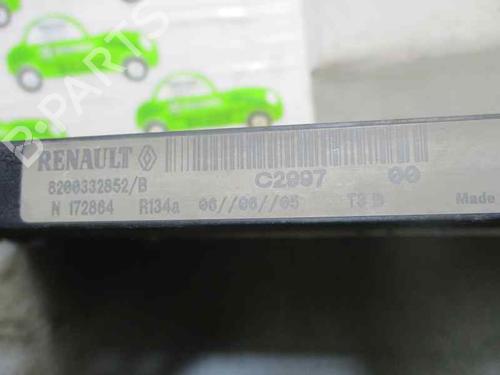 RENAULT
8200332852/B
C2997 00
N 172864 R134a 06//06//05 T3 D Made
B-PARTS